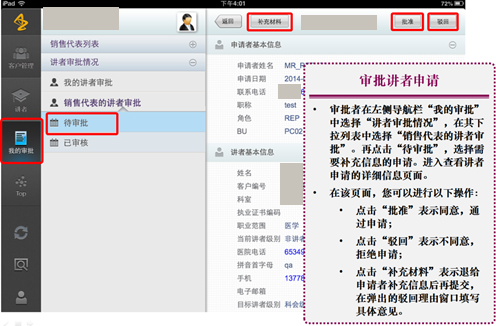 iPad
下午4:01
72%
客户管理
讲者
我的审批
Top
销售代表列表
讲者审批情况
我的讲者审批
销售代表的讲者审批
待审批
已审核
返回
补充材料
批准
驳回
申请者基本信息
申请者姓名 MR_R
申请日期 2014-
联系电话
职称 test
角色 REP
BU PC02
讲者基本信息
姓名
客户编号
科室
执业证书编码
职业范围 医学
当前讲者级别 非讲者
医院电话 65349
拼音首字母 qa
手机 13778
电子邮箱
目标讲者级别 科会
审批讲者申请
• 审批者在左侧导航栏“我的审批”
中选择“讲者审批情况”，在其下
拉列表中选择“销售代表的讲者审
批”。再点击“待审批”，选择需
要补充信息的申请。进入查看讲者
申请的详细信息页面。
• 在该页面，您可以进行以下操作：
• 点击“批准”表示同意，通
过申请；
• 点击“驳回”表示不同意，
拒绝申请；
• 点击“补充材料”表示退给
申请者补充信息后再提交，
在弹出的驳回理由窗口填写
具体意见。